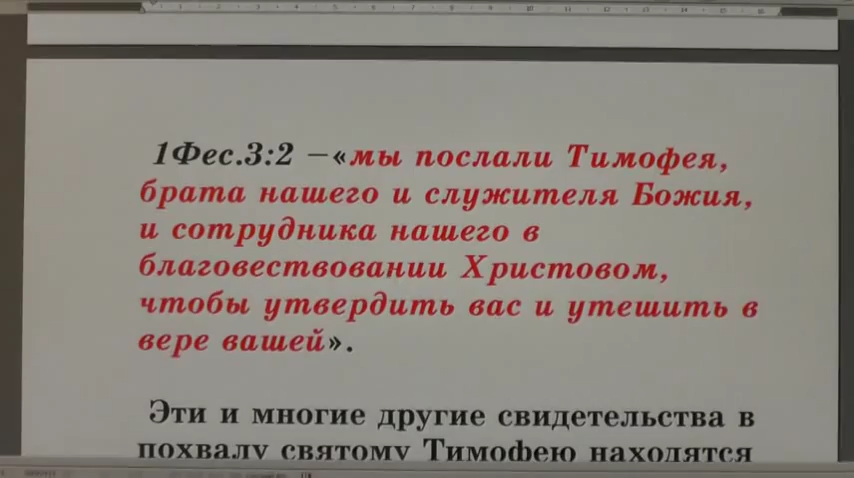 1Фес.3:2 –«мы послали Тимофея,
брата нашего и служителя Божия,
и сотрудника нашего в
благовествовании Христовом,
чтобы утвердить вас и утешить в
вере вашей».
Эти и многие другие свидетельства в
похвалу святому Тимофею находятся